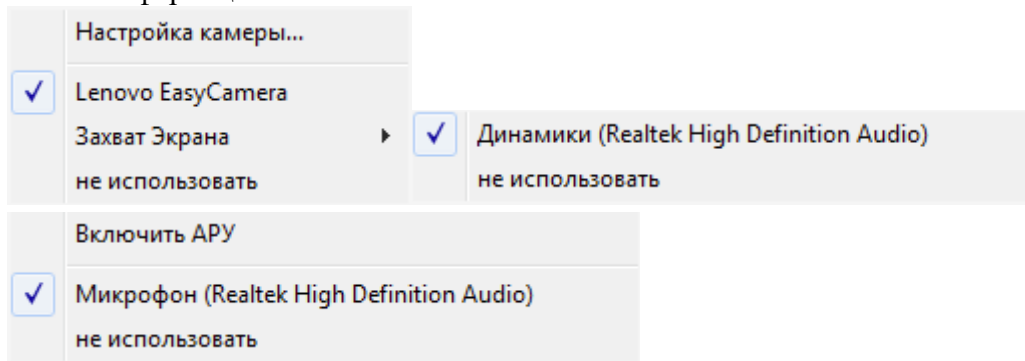 Настройка камеры...
Lenovo EasyCamera
Захват Экрана
не использовать
Динамики (Realtek High Definition Audio)
не использовать
Включить АРУ
Микрофон (Realtek High Definition Audio)
не использовать